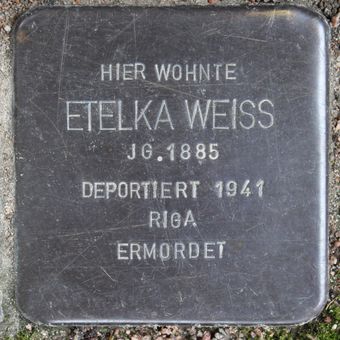 HIER WOHNTE
ETELKA WEISS
JG.1885
DEPORTIERT 1941
RIGA
ERMORDET